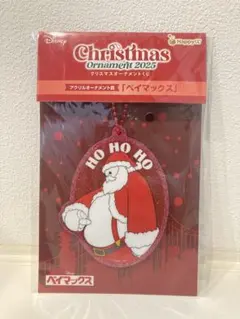 Disney
Happyくじ
Christmas
Ornament 2025
クリスマスオーナメントくじ
アクリルオーナメント賞 「ベイマックス」
HO HO HO
Disney
ベイマックス